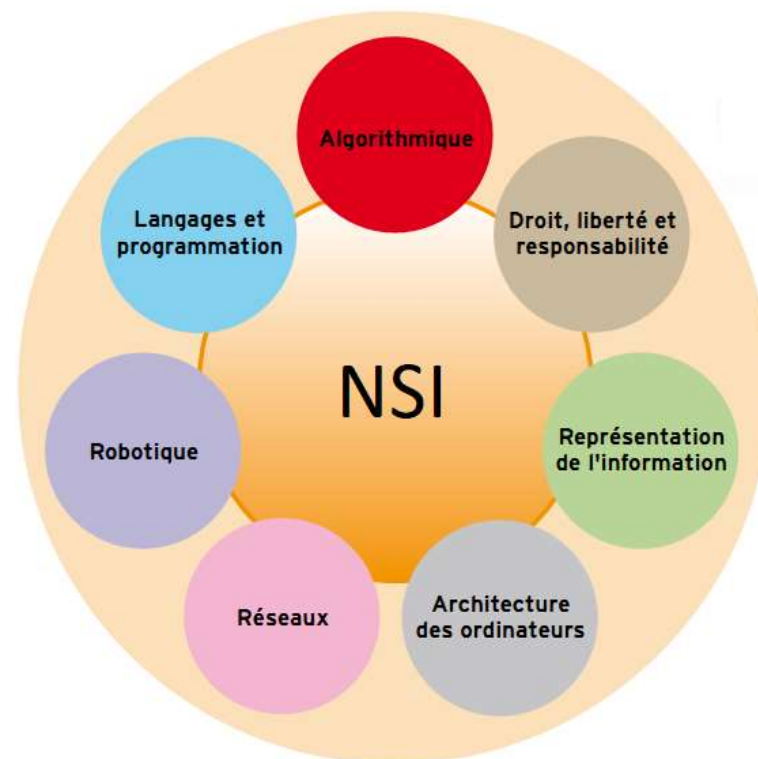 Algorithmique
Langages et
programmation
Droit, liberté et
responsabilité
NSI
Robotique
Représentation
de l'information
Réseaux
Architecture
des ordinateurs